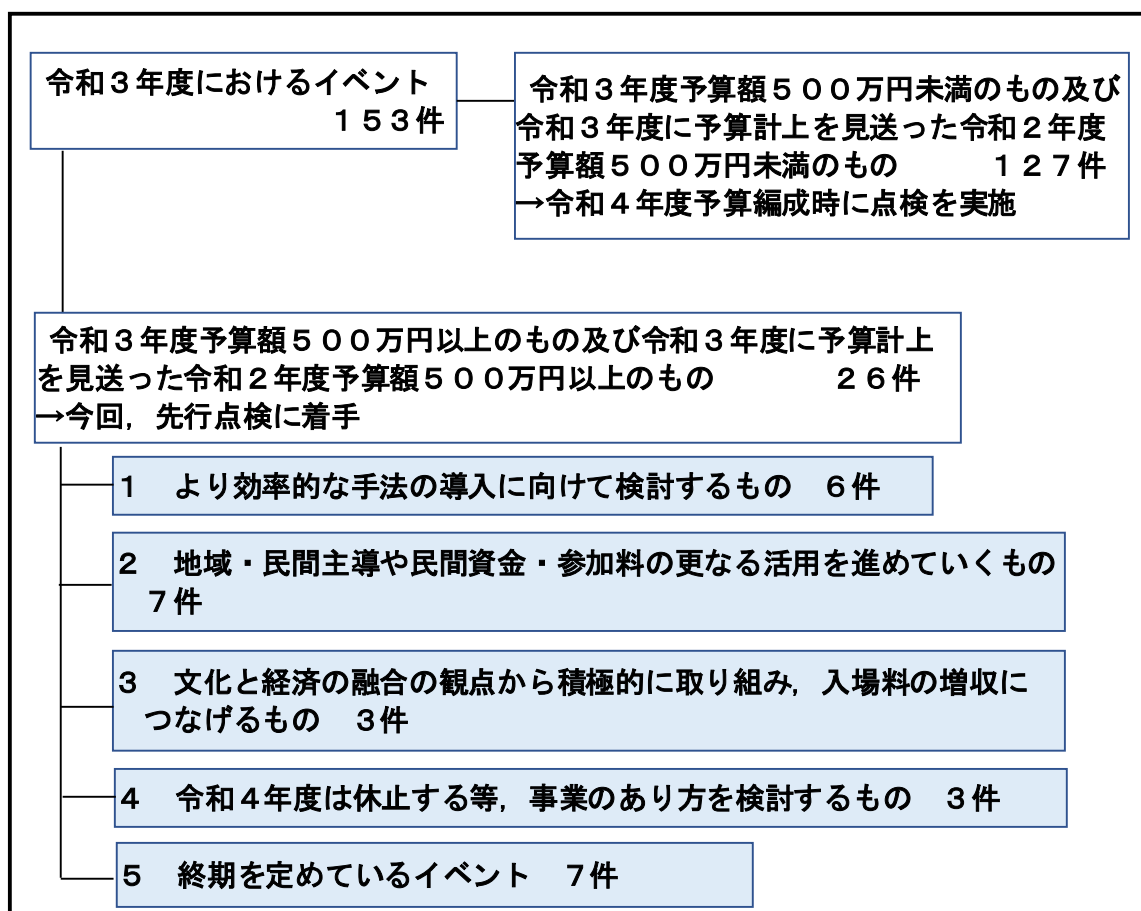 令和３年度におけるイベント
１５３件
令和３年度予算額５００万円未満のもの及び
令和３年度に予算計上を見送った令和２年度
予算額５００万円未満のもの　　　１２７件
→令和４年度予算編成時に点検を実施
令和３年度予算額５００万円以上のもの及び令和３年度に予算計上
を見送った令和２年度予算額５００万円以上のもの　　　２６件
→今回，先行点検に着手
１　より効率的な手法の導入に向けて検討するもの　６件
２　地域・民間主導や民間資金・参加料の更なる活用を進めていくもの
７件
３　文化と経済の融合の観点から積極的に取り組み，入場料の増収に
つなげるもの　３件
４　令和４年度は休止する等，事業のあり方を検討するもの　３件
５　終期を定めているイベント　７件